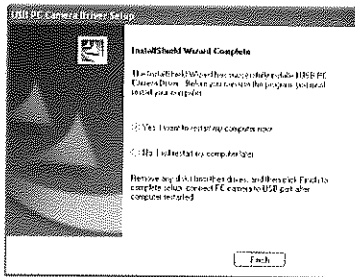 USB PC Camera Driver Setup
InstallShield Wizard Complete
The InstallShield Wizard has successfully installed USB PC
Camera Driver. Before you can use the program, you must
restart your computer.
Yes, I want to restart my computer now.
No, I will restart my computer later.
Remove any disks from their drives, and then click Finish to
complete setup. connect PC camera to USB port after
computer restarted
Finish